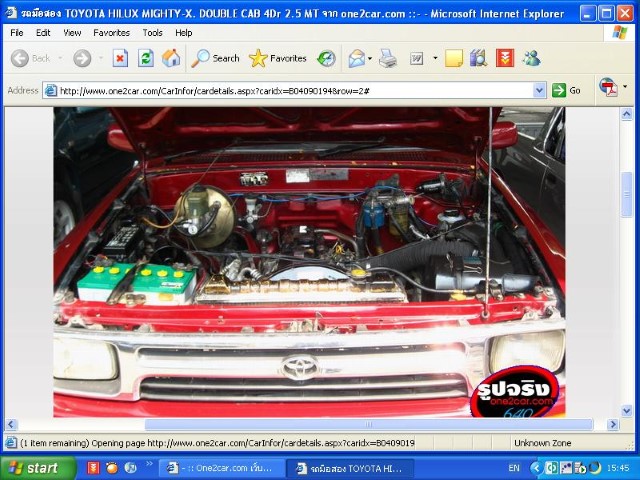 รถมือสอง TOYOTA HILUX MIGHTY-X. DOUBLE CAB 4Dr 2.5 MT จาก one2car.com ::- - Microsoft Internet Explorer
File Edit View Favorites Tools Help
Back Search Favorites
Address http://www.one2car.com/CarInfor/cardetails.aspx?caridx=B04090194&row=2# Go
รูปจริง
one2car.com
640
(1 item remaining) Opening page http://www.one2car.com/CarInfor/cardetails.aspx?caridx=B0409019 Unknown Zone
start - :: One2car.com เว็บ... รถมือสอง TOYOTA HI... EN 15:45